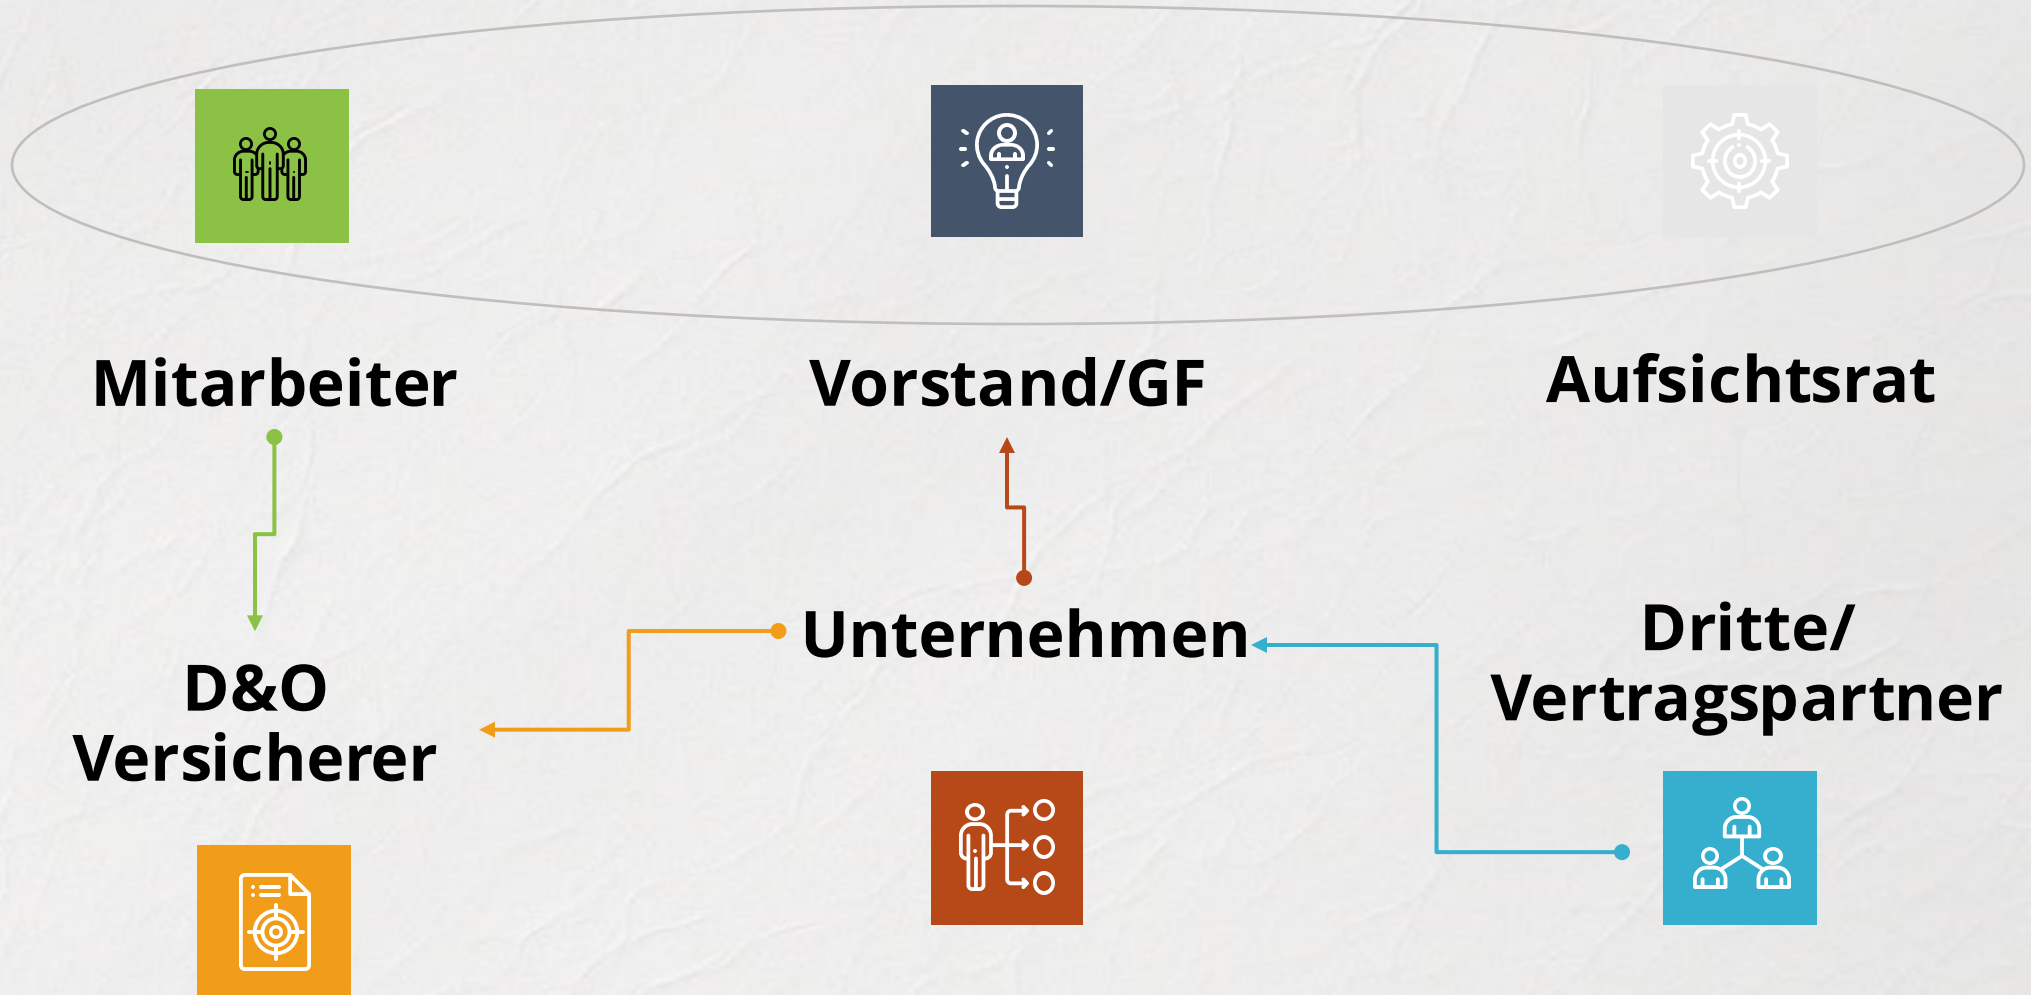 Mitarbeiter
Vorstand/GF
Aufsichtsrat
D&O
Versicherer
Unternehmen
Dritte/
Vertragspartner